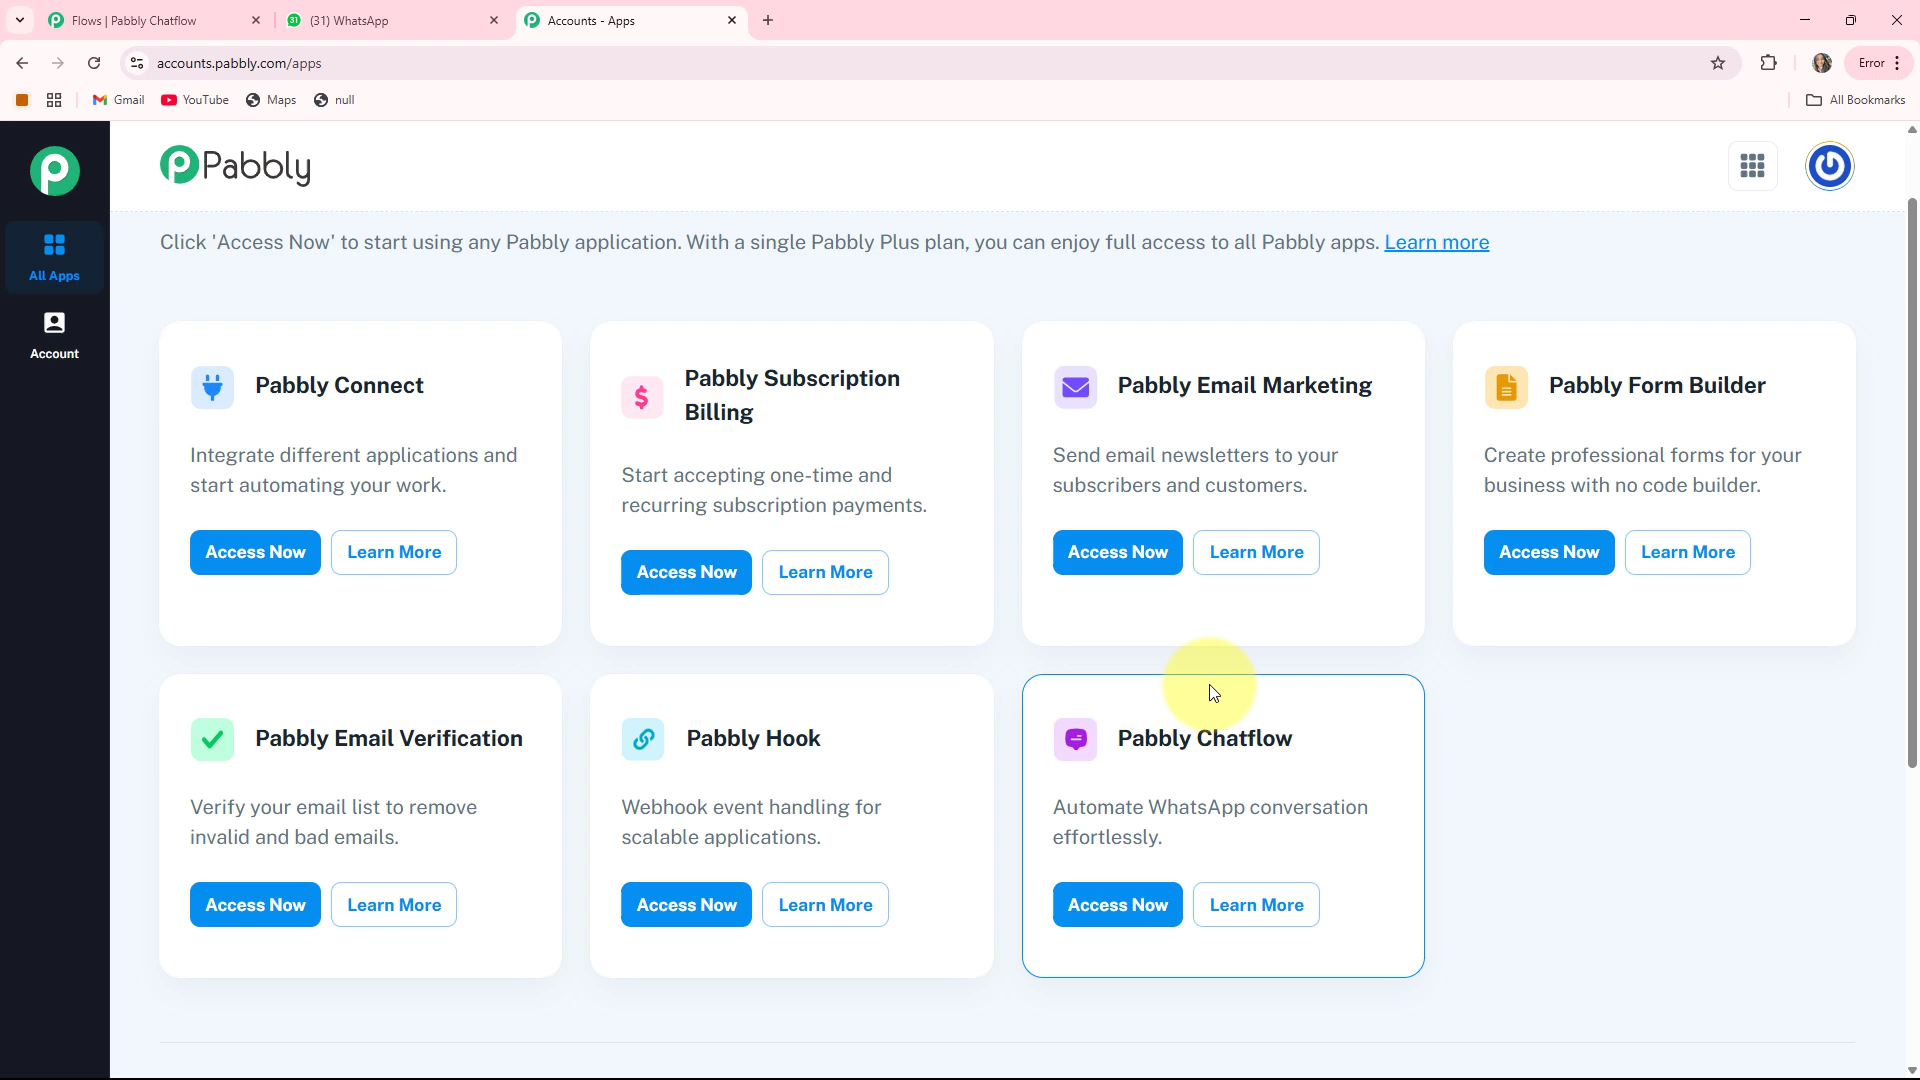 Flows | Pabbly Chatflow
(31) WhatsApp
Accounts - Apps
accounts.pabbly.com/apps
Error
Gmail
YouTube
Maps
null
All Bookmarks
Pabbly
All Apps
Account
Click 'Access Now' to start using any Pabbly application. With a single Pabbly Plus plan, you can enjoy full access to all Pabbly apps. Learn more
Pabbly Connect
Integrate different applications and
start automating your work.
Access Now
Learn More
Pabbly Subscription
Billing
Start accepting one-time and
recurring subscription payments.
Access Now
Learn More
Pabbly Email Marketing
Send email newsletters to your
subscribers and customers.
Access Now
Learn More
Pabbly Form Builder
Create professional forms for your
business with no code builder.
Access Now
Learn More
Pabbly Email Verification
Verify your email list to remove
invalid and bad emails.
Access Now
Learn More
Pabbly Hook
Webhook event handling for
scalable applications.
Access Now
Learn More
Pabbly Chatflow
Automate WhatsApp conversation
effortlessly.
Access Now
Learn More